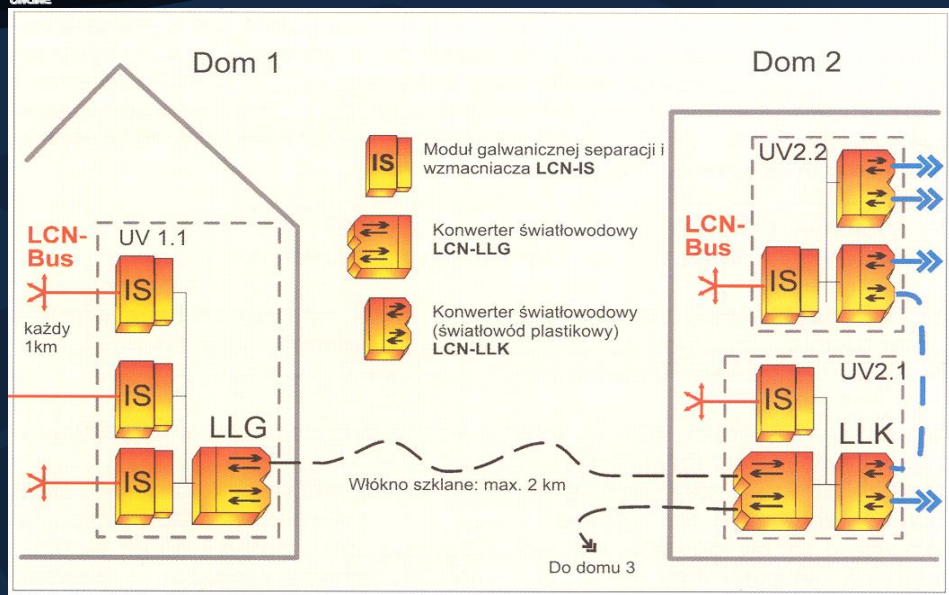 ONLINE
Dom 1
Dom 2
IS
Moduł galwanicznej separacji i
wzmacniacza LCN-IS
Konwerter światłowodowy
LCN-LLG
Konwerter światłowodowy
(światłowód plastikowy)
LCN-LLK
LCN-
Bus
UV 1.1
IS
każdy
1km
IS
IS
LLG
Włókno szklane: max. 2 km
Do domu 3
UV2.2
LCN-
Bus
IS
UV2.1
IS
LLK